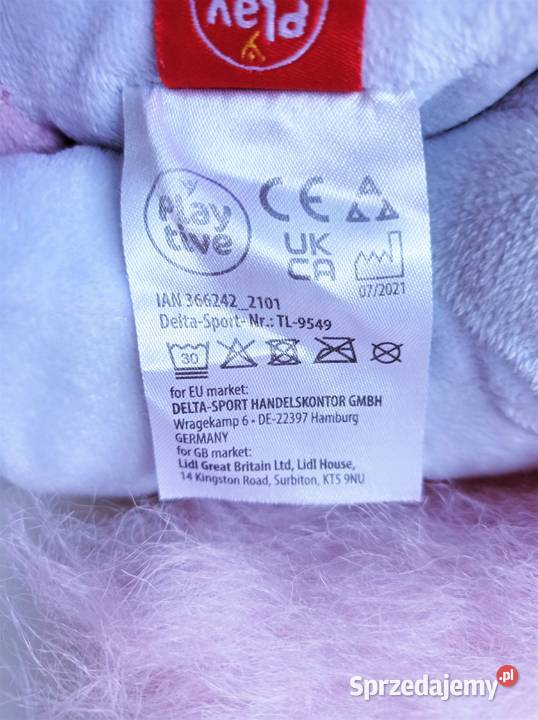 Play
Play
tive
CE
UK
CA
07/2021
IAN 366242_2101
Delta-Sport-Nr.: TL-9549
30
for EU market:
DELTA-SPORT HANDELSKONTOR GMBH
Wragekamp 6 • DE-22397 Hamburg
GERMANY
for GB market:
Lidl Great Britain Ltd, Lidl House,
14 Kingston Road, Surbiton, KT5 9NU
Sprzedajemy.pl